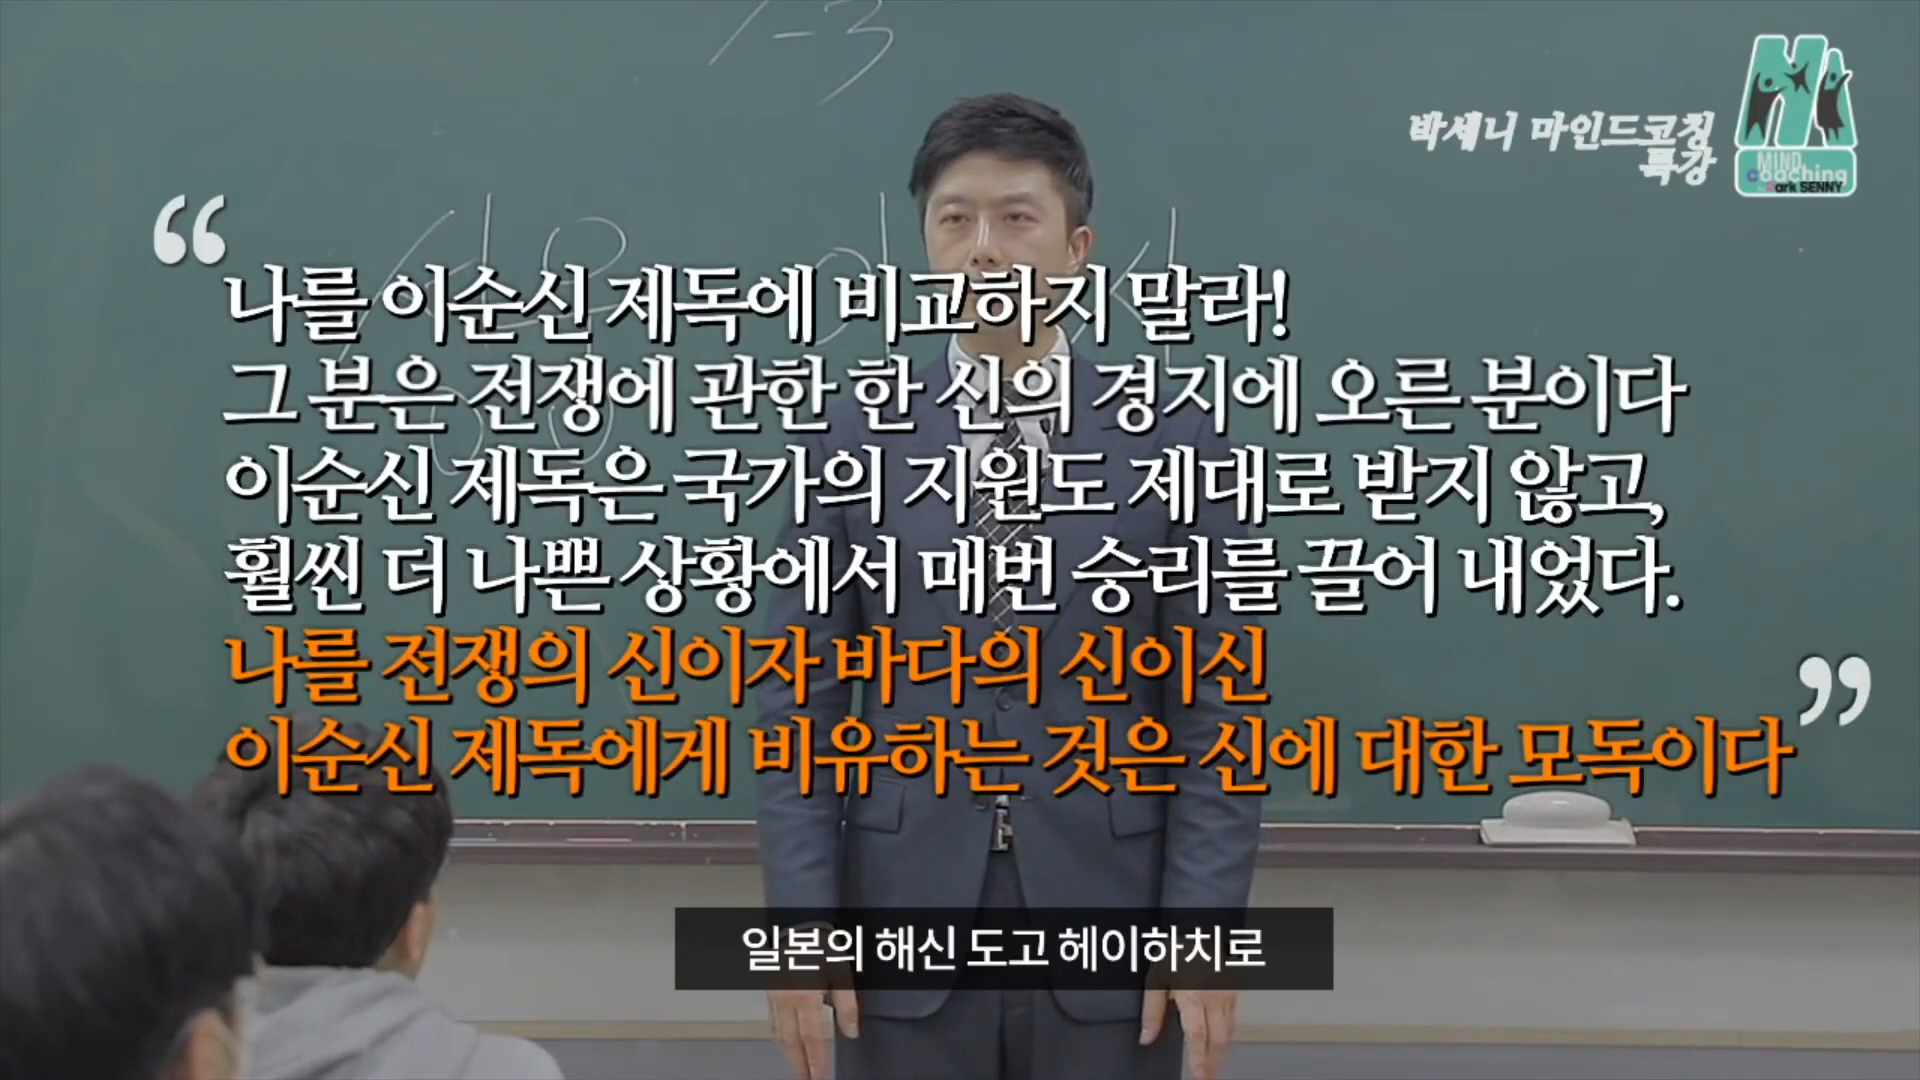 1-3
박세니 마인드코칭
특강
MIND
coaching
Park SENNY
“
나를 이순신 제독에 비교하지 말라!
그 분은 전쟁에 관한 한 신의 경지에 오른 분이다
이순신 제독은 국가의 지원도 제대로 받지 않고,
훨씬 더 나쁜 상황에서 매번 승리를 끌어 내었다.
나를 전쟁의 신이자 바다의 신이신
이순신 제독에게 비유하는 것은 신에 대한 모독이다
”
일본의 해신 도고 헤이하치로